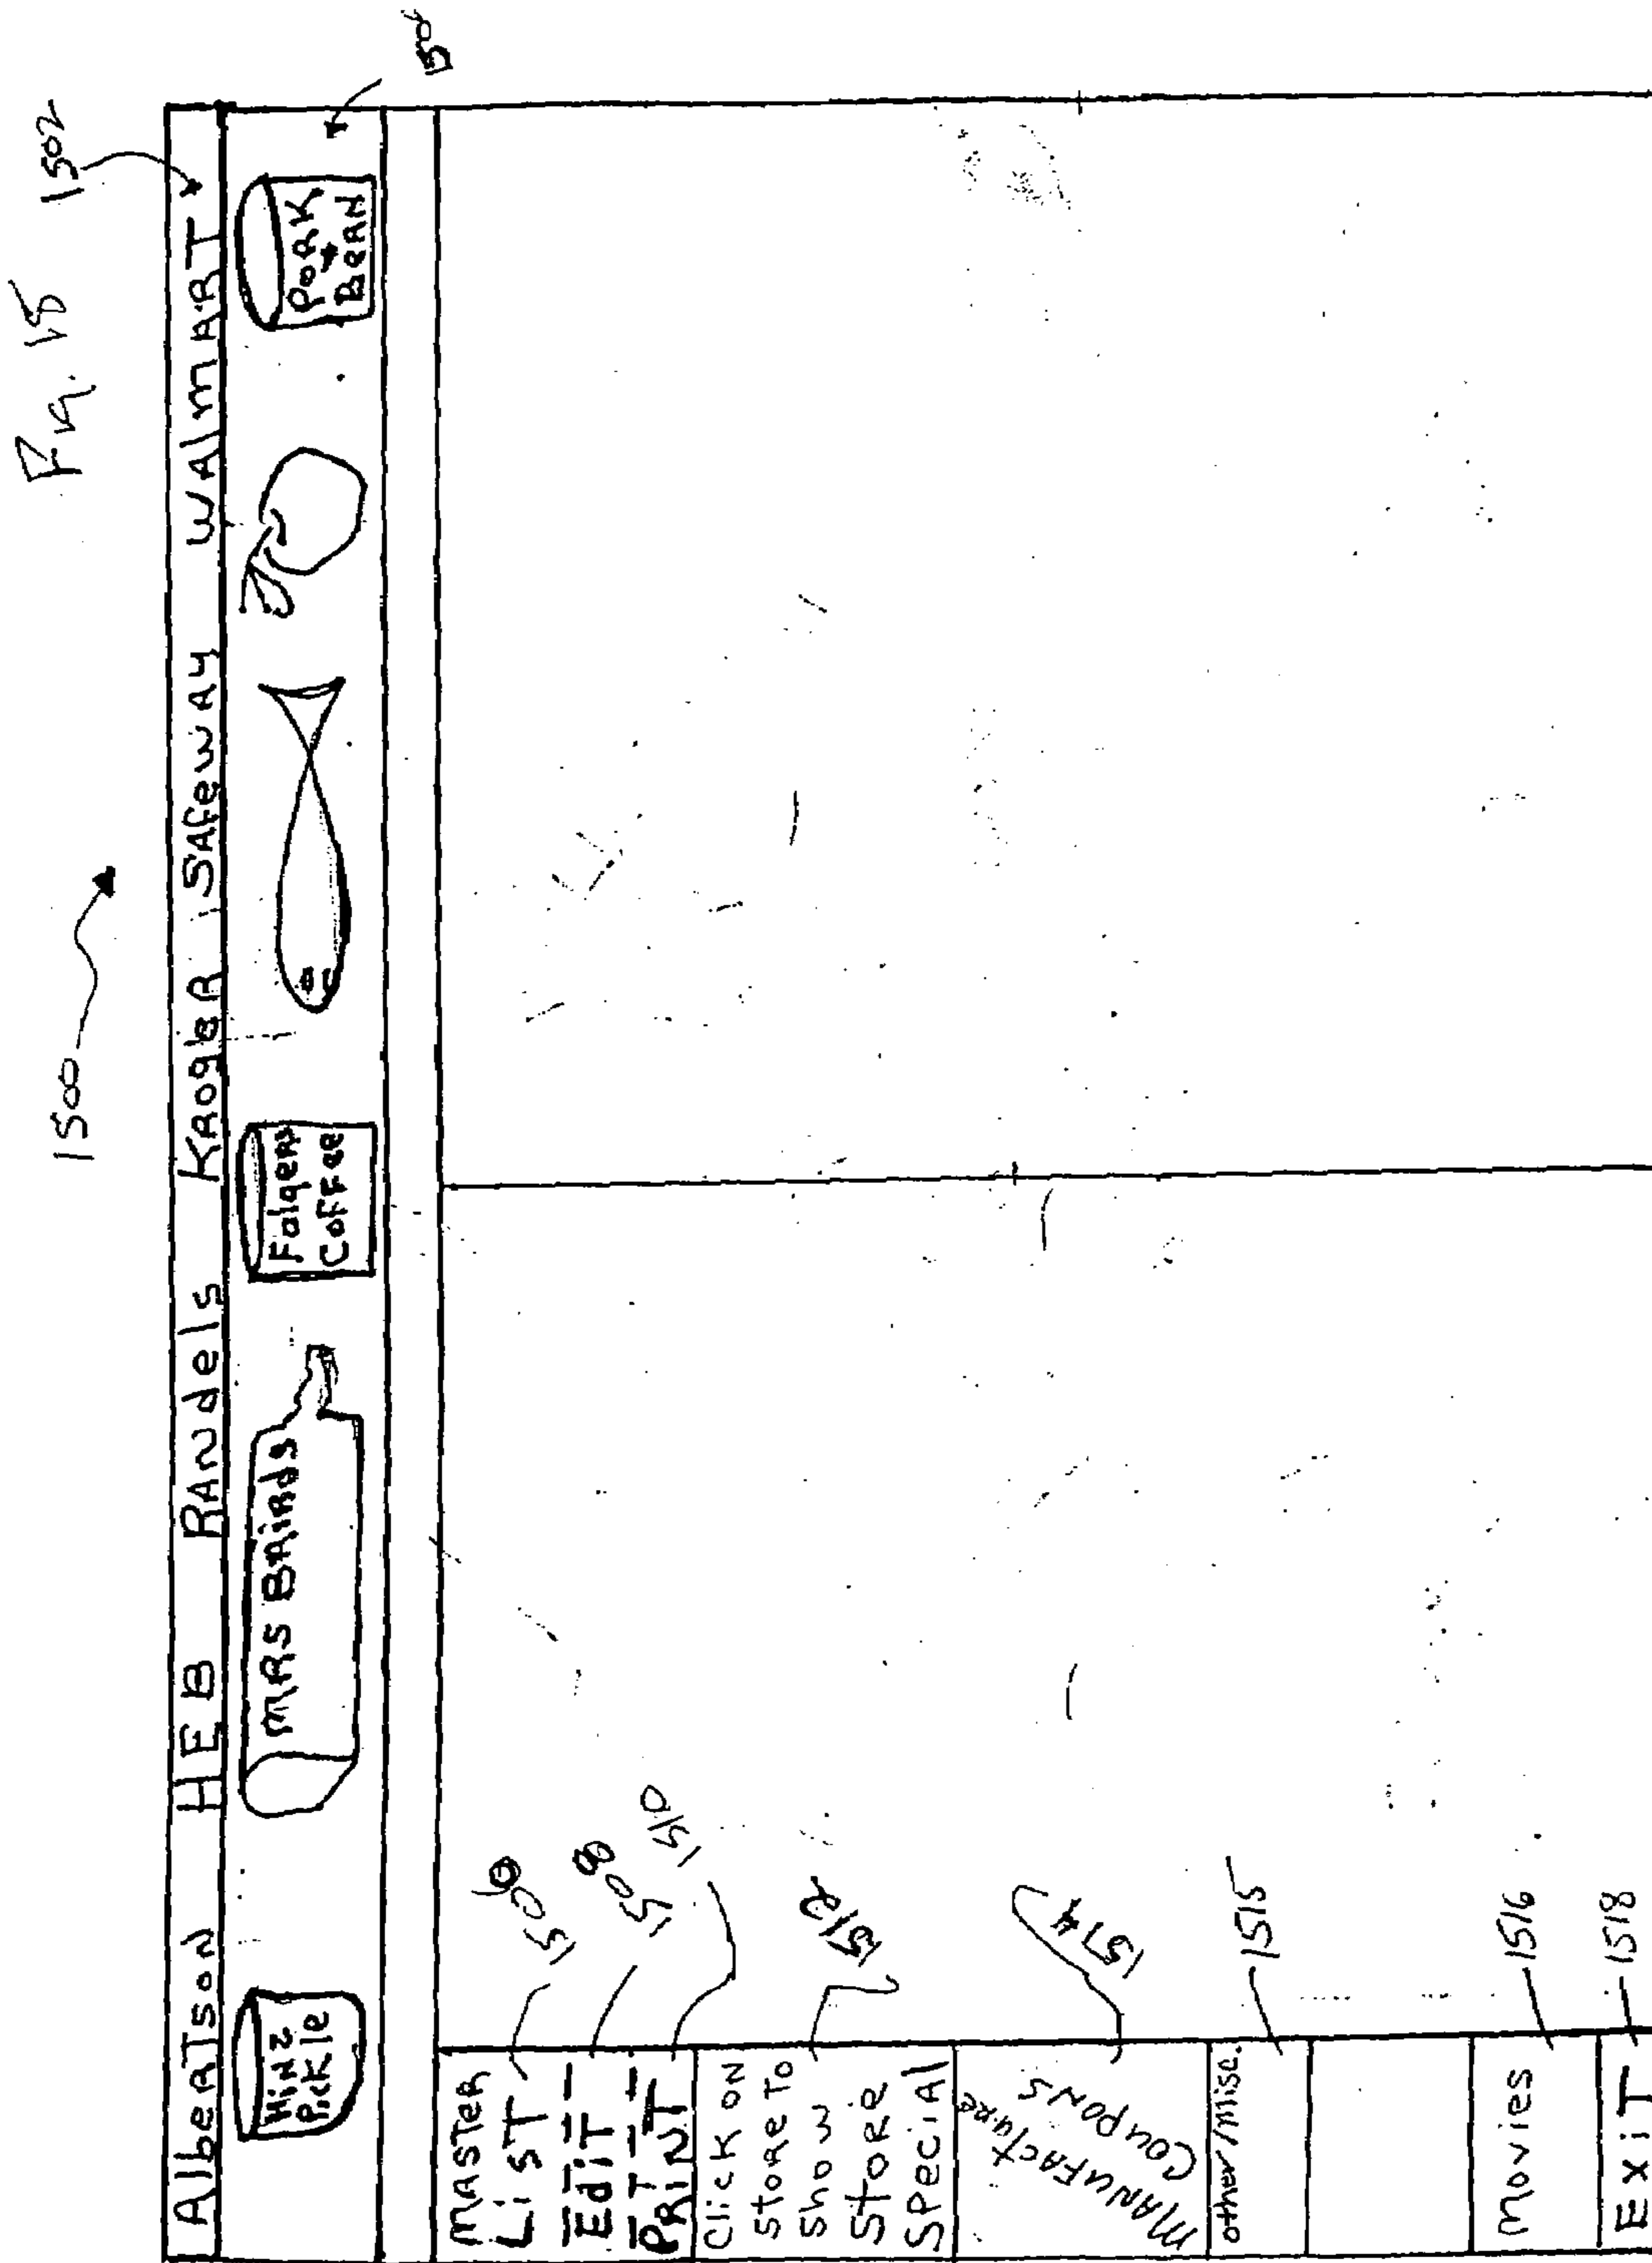 Fig. 15
1500
1502
AlberTson HEB RANdels KROgER SAFeWAY WAlMART
HiNZ
PickLe
MRS BAiRds
FolgeRs
CoFFee
PoRK
BeAN
MASTER
LiST
1506
EdiT
1508
PRiNT
1510
Click oN
SToRe To
Show
SToRe
SPeciAl
1512
MANUFACTURe
CoupoNS
1514
other/Misc.
1515
Movies
1516
ExiT
1518